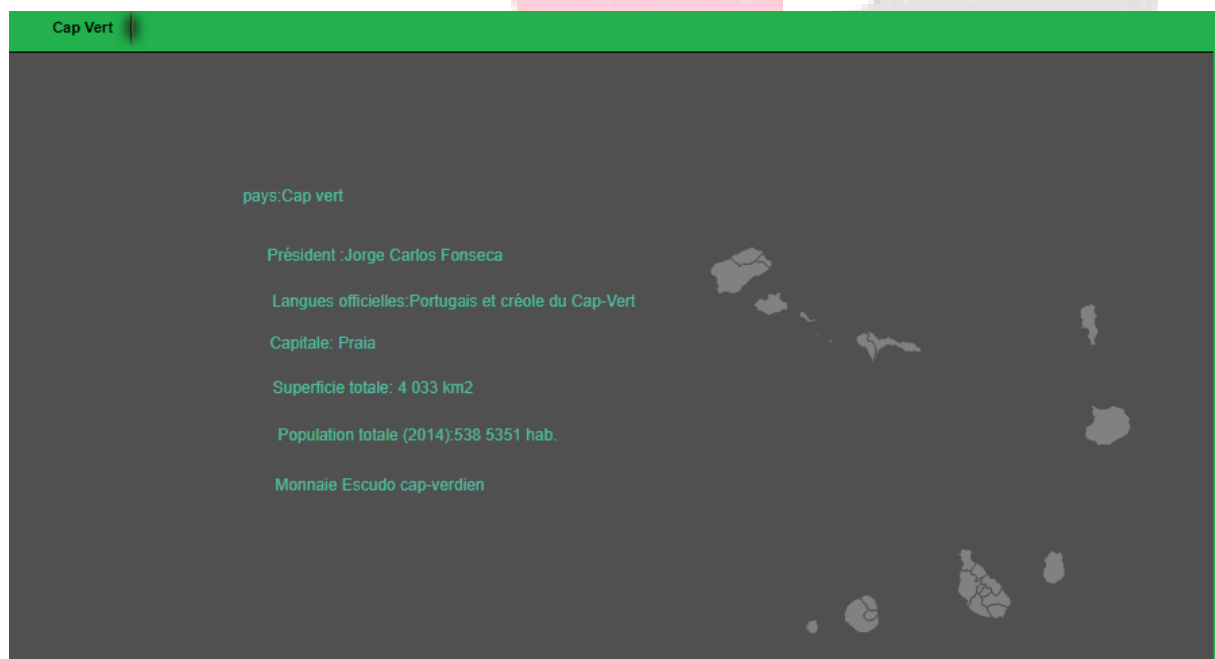 Cap Vert
pays:Cap vert
Président :Jorge Carlos Fonseca
Langues officielles:Portugais et créole du Cap-Vert
Capitale: Praia
Superficie totale: 4 033 km2
Population totale (2014):538 5351 hab.
Monnaie Escudo cap-verdien